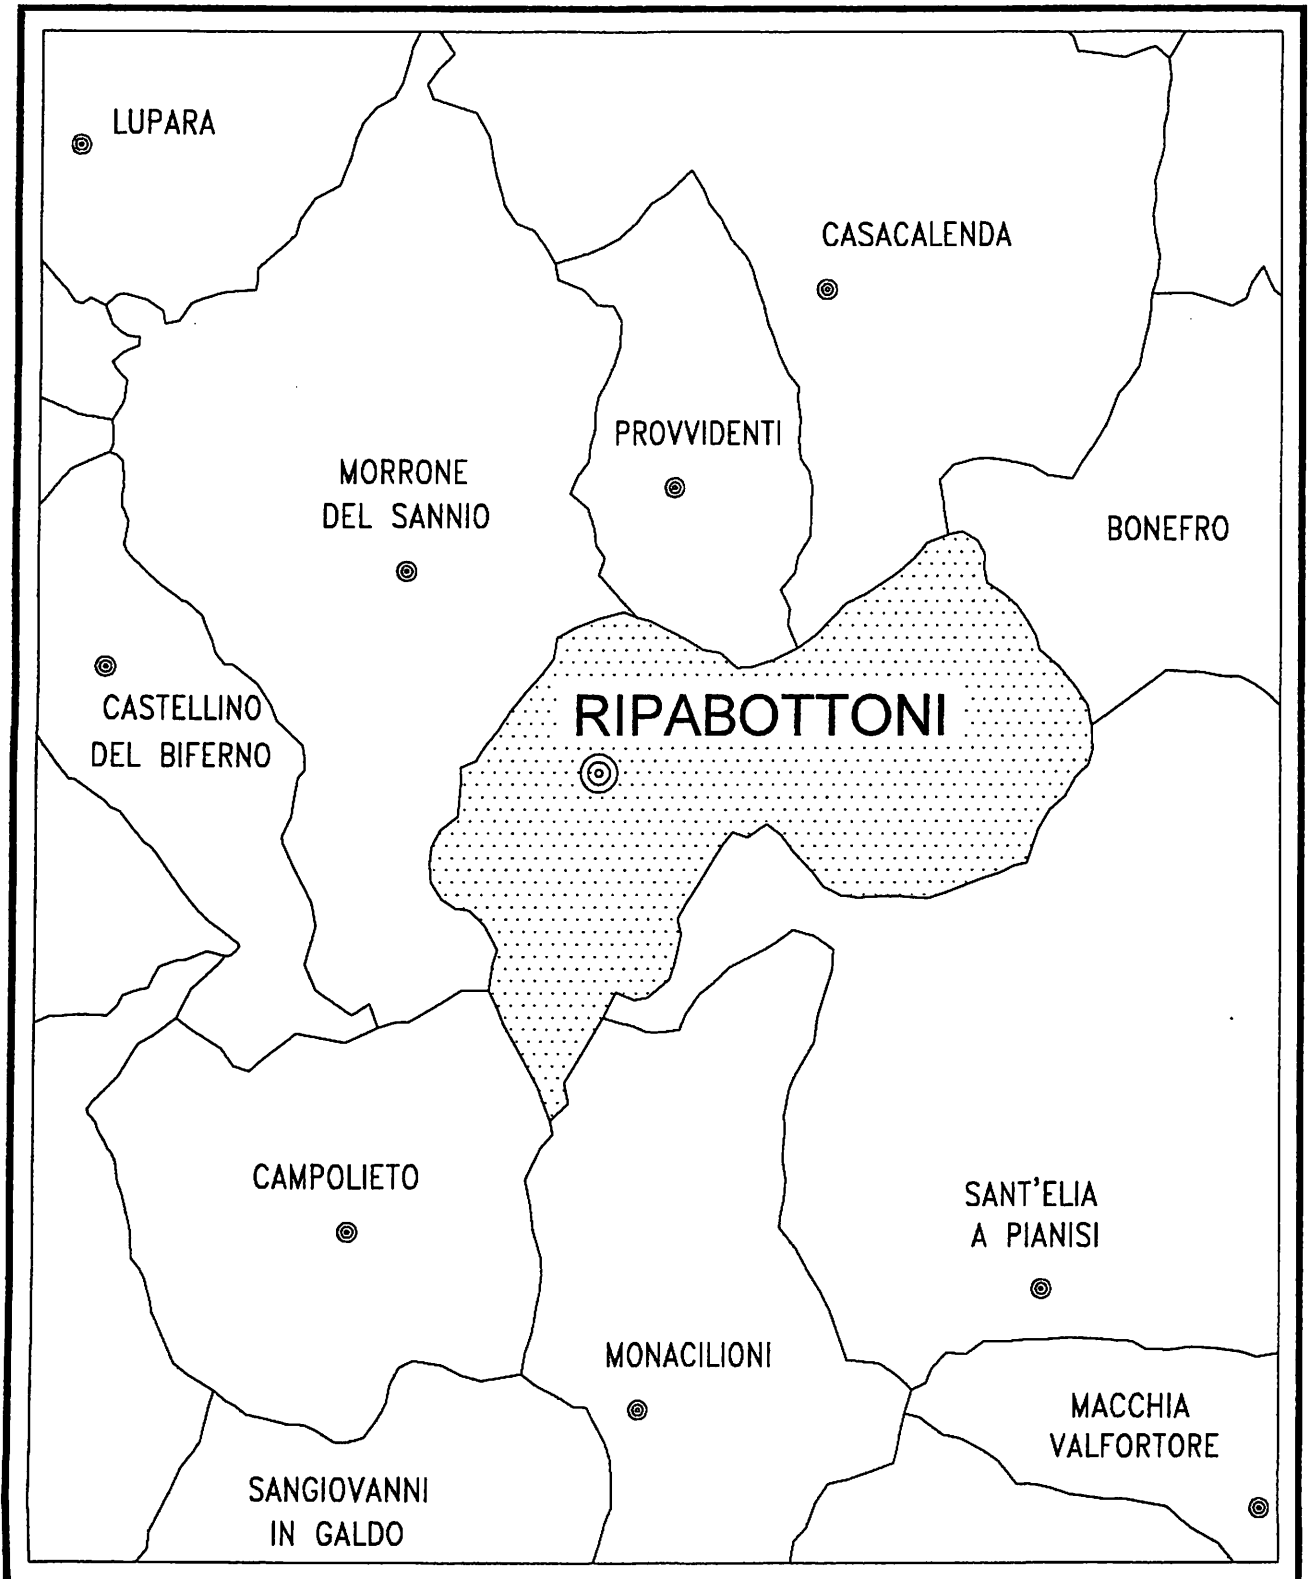 LUPARA
CASACALENDA
PROVVIDENTI
MORRONE
DEL SANNIO
BONEFRO
RIPABOTTONI
CASTELLINO
DEL BIFERNO
CAMPOLIETO
SANT'ELIA
A PIANISI
MONACILIONI
MACCHIA
VALFORTORE
SANGIOVANNI
IN GALDO